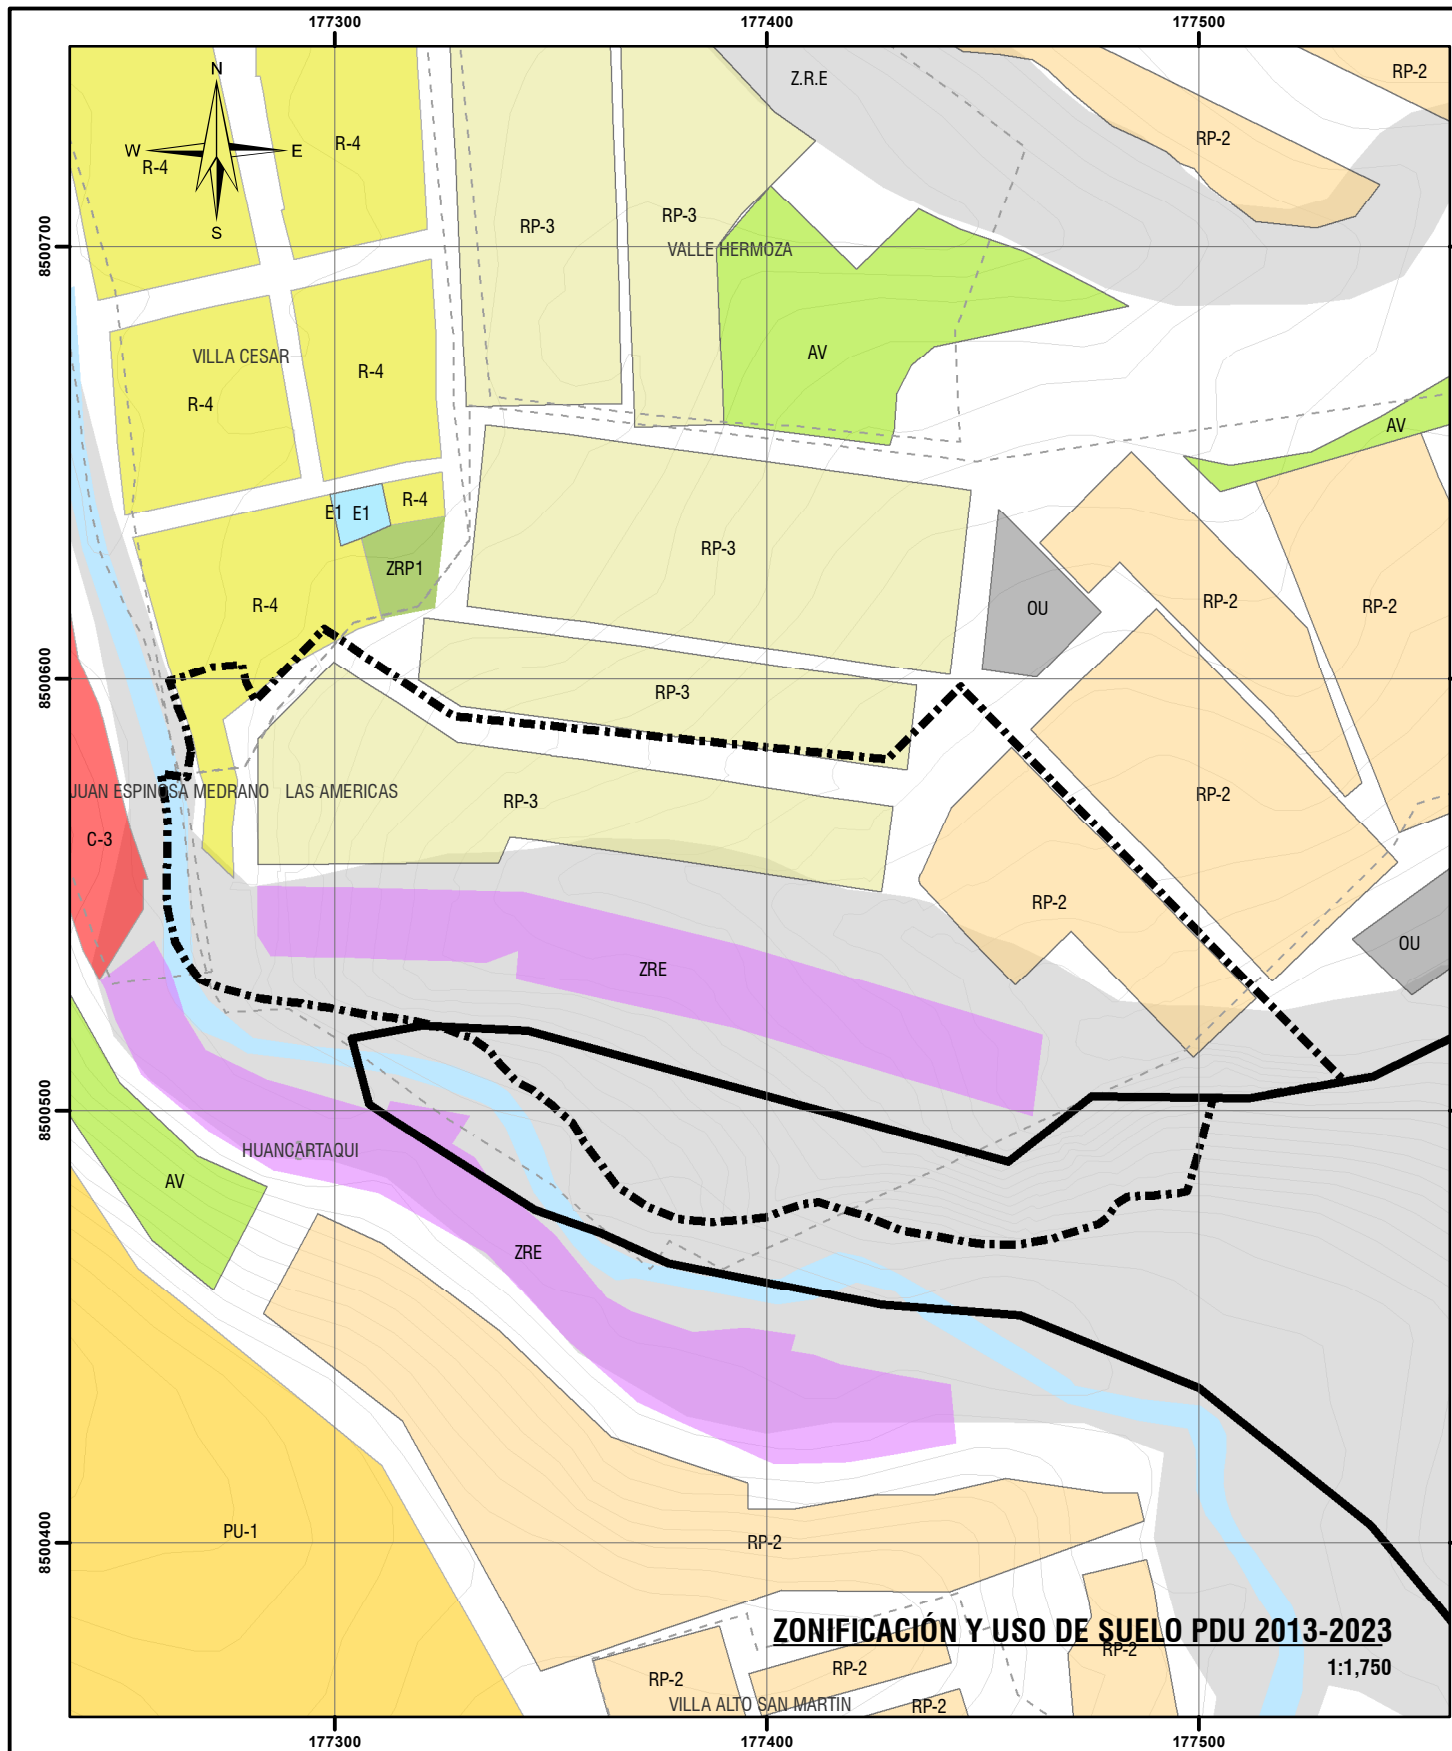 177300 177400 177500
N
W E
S
R-4
R-4
Z.R.E
RP-2
RP-2
RP-3
RP-3
VALLE HERMOZA
8500700
VILLA CESAR
R-4
R-4
AV
AV
R-4
E1 E1
RP-3
ZRP1
R-4
OU
RP-2
RP-2
8500600
RP-3
JUAN ESPINOSA MEDRANO LAS AMERICAS
RP-3
RP-2
C-3
RP-2
OU
ZRE
8500500
HUANCARTAQUI
AV
ZRE
PU-1
8500400
RP-2
ZONIFICACIÓN Y USO DE SUELO PDU 2013-2023
RP-2
1:1,750
RP-2
RP-2
VILLA ALTO SAN MARTIN
RP-2
177300 177400 177500